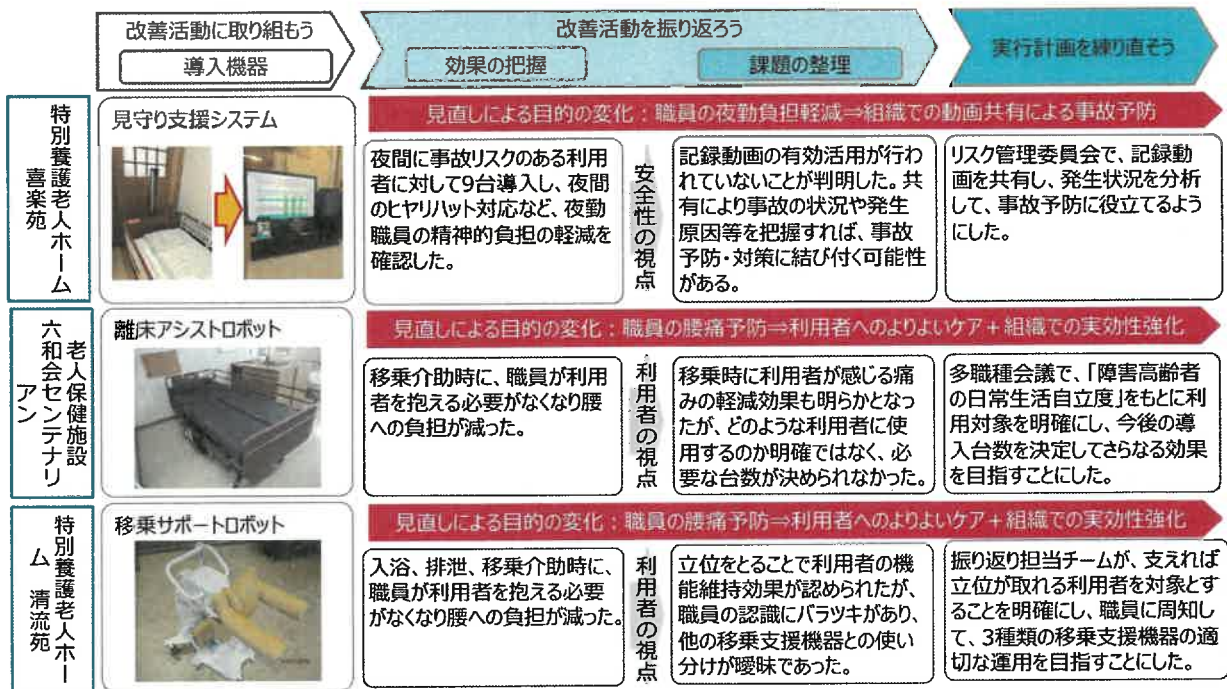 改善活動に取り組もう
導入機器
改善活動を振り返ろう
効果の把握
課題の整理
実行計画を練り直そう
特別養護老人ホーム
喜楽苑
見守り支援システム
見直しによる目的の変化：職員の夜勤負担軽減⇒組織での動画共有による事故予防
夜間に事故リスクのある利用
者に対して9台導入し、夜間
のヒヤリハット対応など、夜勤
職員の精神的負担の軽減を
確認した。
安全性の視点
記録動画の有効活用が行わ
れていないことが判明した。共
有により事故の状況や発生
原因等を把握すれば、事故
予防・対策に結び付く可能性
がある。
リスク管理委員会で、記録動
画を共有し、発生状況を分析
して、事故予防に役立てるよう
にした。
老人保健施設
六和会センテナリ
アン
離床アシストロボット
見直しによる目的の変化：職員の腰痛予防⇒利用者へのよりよいケア＋組織での実効性強化
移乗介助時に、職員が利用
者を抱える必要がなくなり腰
への負担が減った。
利用者の視点
移乗時に利用者が感じる痛
みの軽減効果も明らかとなっ
たが、どのような利用者に使
用するのか明確ではなく、必
要な台数が決められなかった。
多職種会議で、「障害高齢者
の日常生活自立度」をもとに利
用対象を明確にし、今後の導
入台数を決定してさらなる効果
を目指すことにした。
特別養護老人ホー
ム 清流苑
移乗サポートロボット
見直しによる目的の変化：職員の腰痛予防⇒利用者へのよりよいケア＋組織での実効性強化
入浴、排泄、移乗介助時に、
職員が利用者を抱える必要
がなくなり腰への負担が減った。
利用者の視点
立位をとることで利用者の機
能維持効果が認められたが、
職員の認識にバラツキがあり、
他の移乗支援機器との使い
分けが曖昧であった。
振り返り担当チームが、支えれば
立位が取れる利用者を対象とす
ることを明確にし、職員に周知し
て、3種類の移乗支援機器の適
切な運用を目指すことにした。